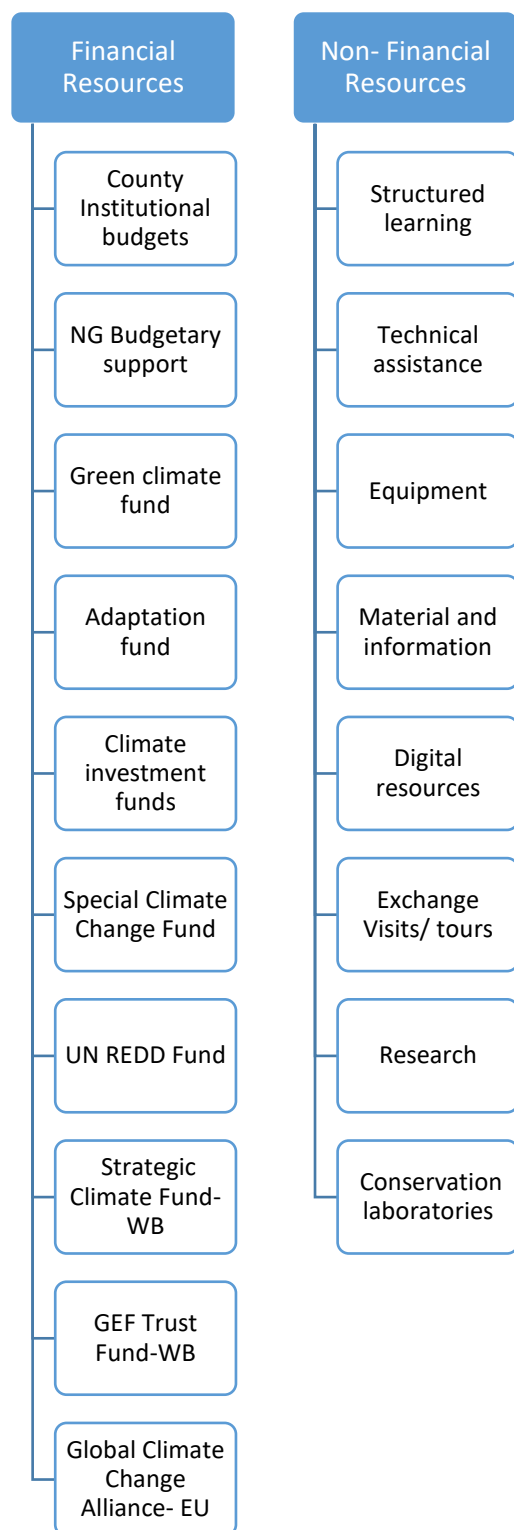 Financial
Resources
County
Institutional
budgets
NG Budgetary
support
Green climate
fund
Adaptation
fund
Climate
investment
funds
Special Climate
Change Fund
UN REDD Fund
Strategic
Climate Fund-
WB
GEF Trust
Fund-WB
Global Climate
Change
Alliance- EU
Non- Financial
Resources
Structured
learning
Technical
assistance
Equipment
Material and
information
Digital
resources
Exchange
Visits/ tours
Research
Conservation
laboratories